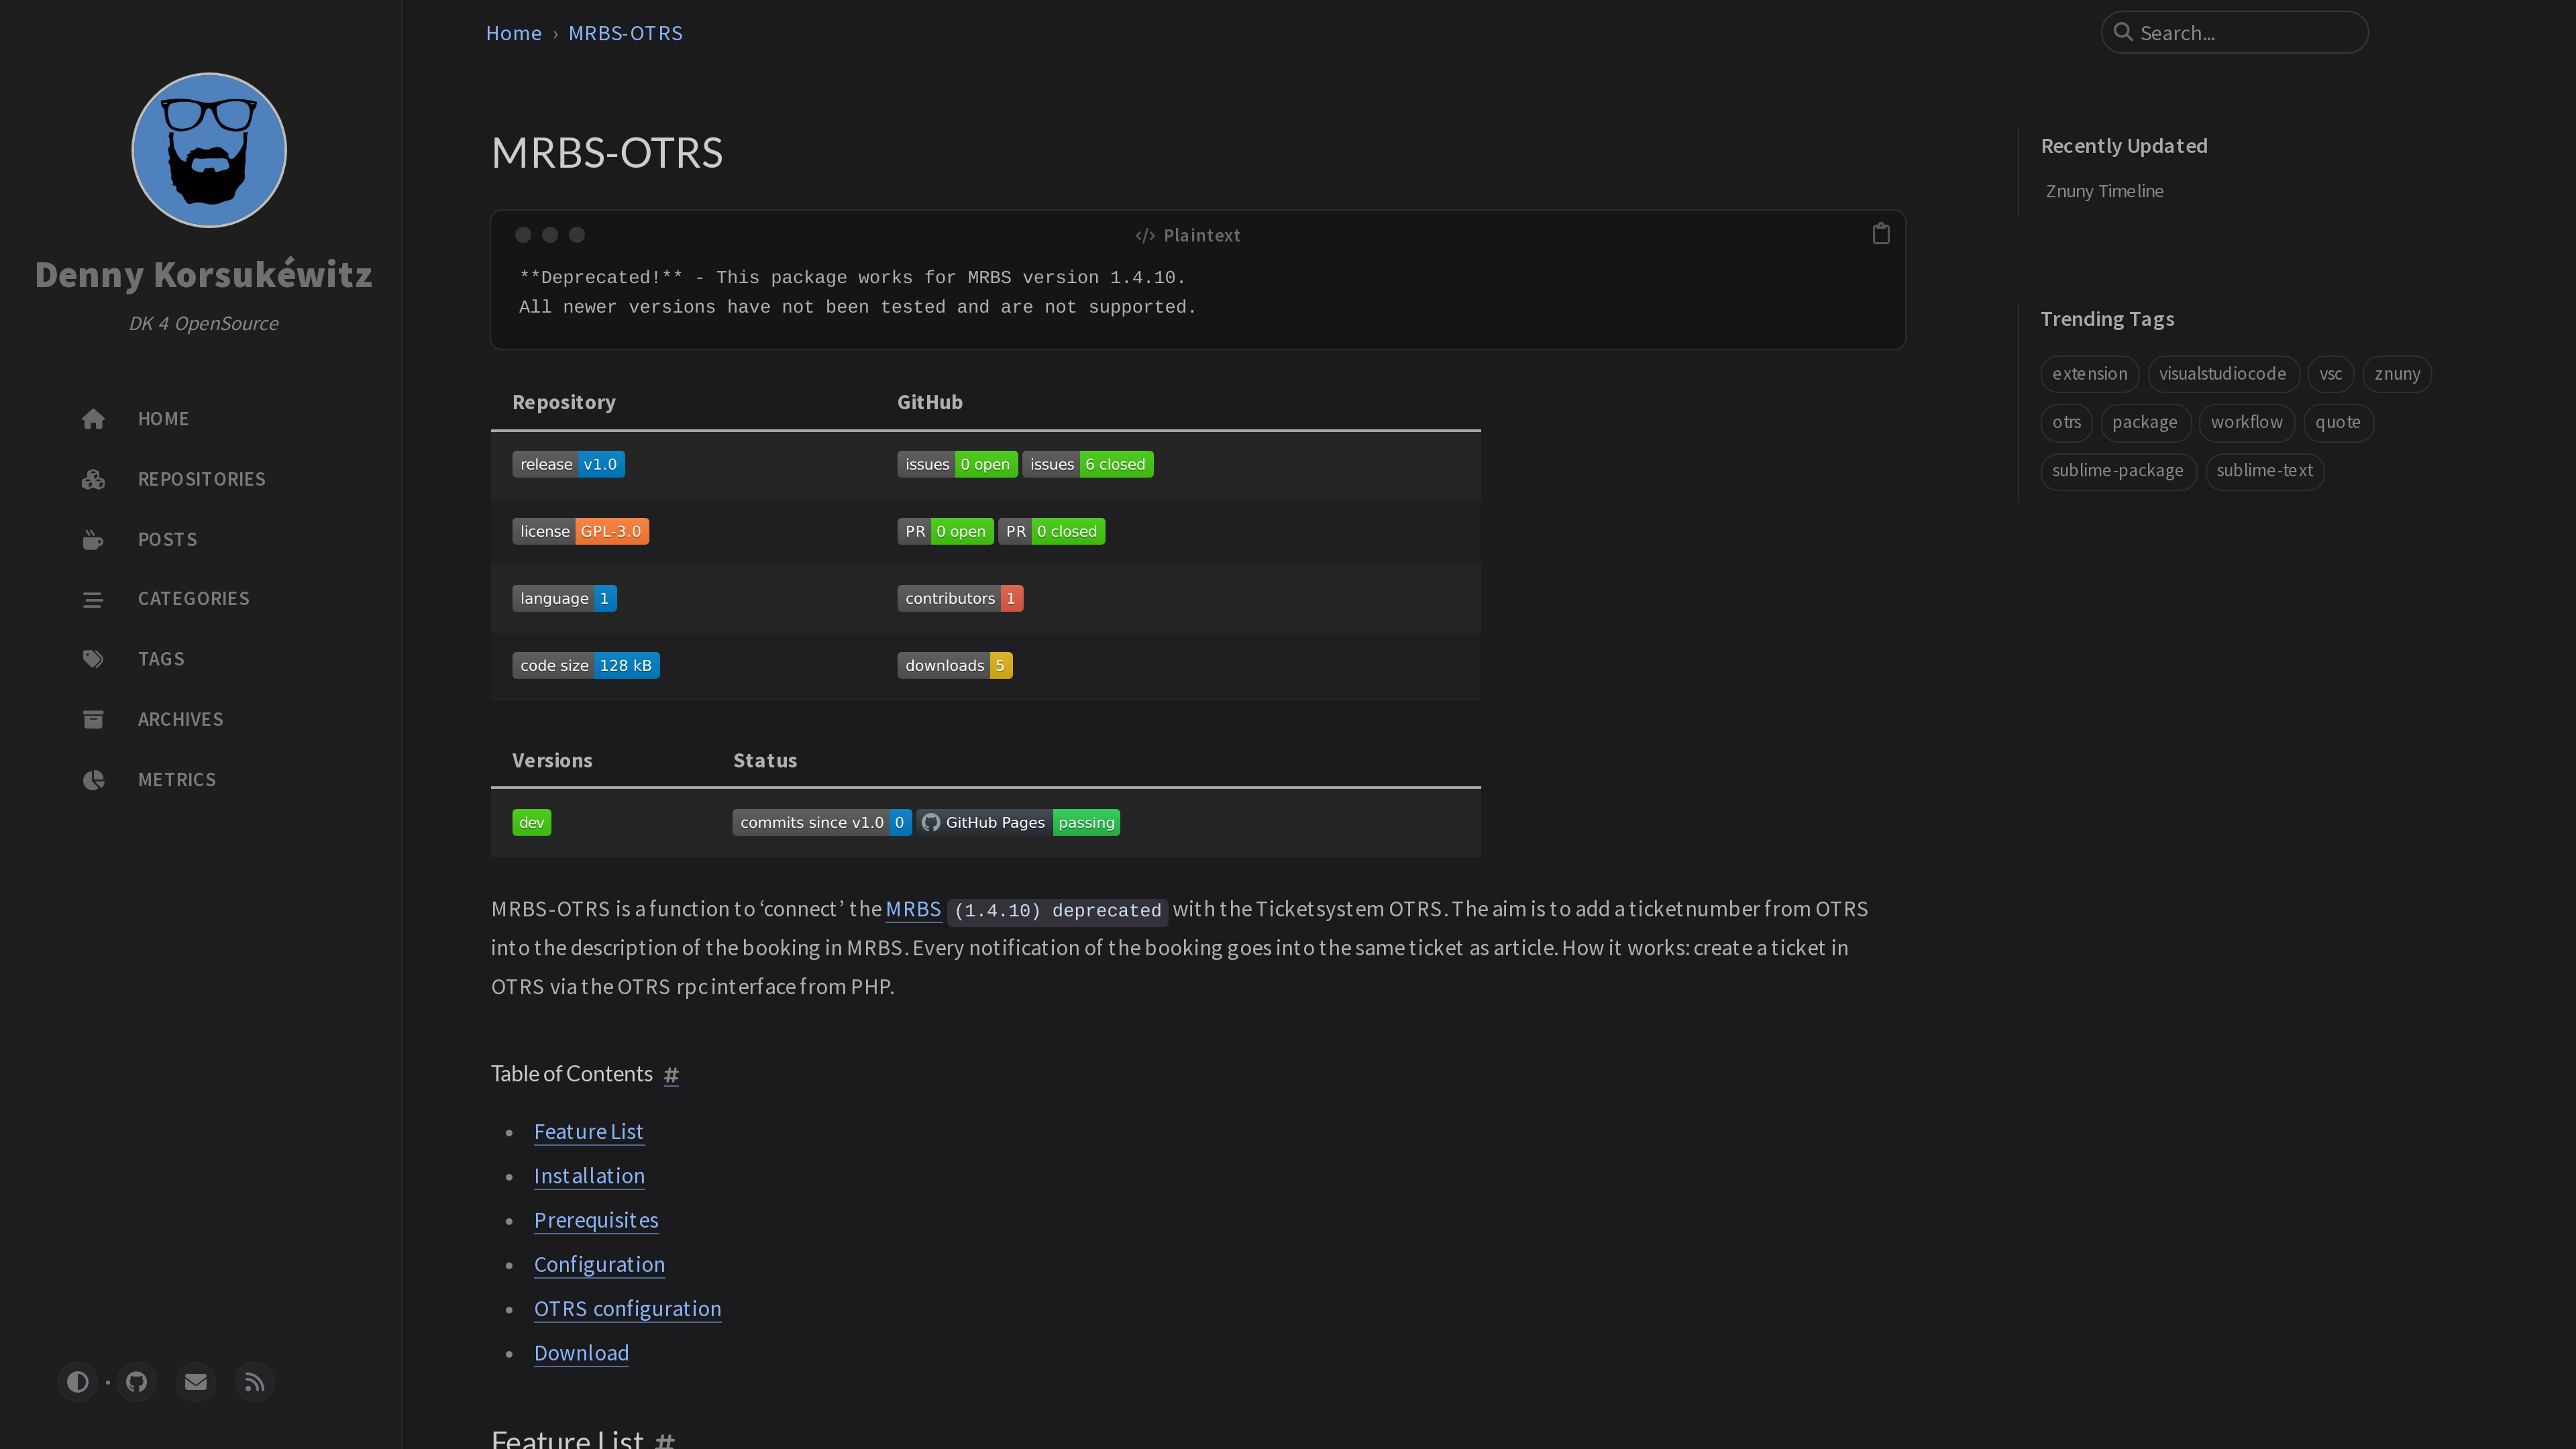 Denny Korsukéwitz
DK 4 OpenSource
HOME
REPOSITORIES
POSTS
CATEGORIES
TAGS
ARCHIVES
METRICS
Home › MRBS-OTRS
Search...
MRBS-OTRS
Plaintext
**Deprecated!** - This package works for MRBS version 1.4.10.
All newer versions have not been tested and are not supported.
Repository GitHub
release v1.0 issues 0 open issues 6 closed
license GPL-3.0 PR 0 open PR 0 closed
language 1 contributors 1
code size 128 kB downloads 5
Versions Status
dev commits since v1.0 0 GitHub Pages passing
MRBS-OTRS is a function to ‘connect’ the MRBS (1.4.10) deprecated with the Ticketsystem OTRS. The aim is to add a ticketnumber from OTRS
into the description of the booking in MRBS. Every notification of the booking goes into the same ticket as article. How it works: create a ticket in
OTRS via the OTRS rpc interface from PHP.
Table of Contents #
Feature List
Installation
Prerequisites
Configuration
OTRS configuration
Download
Feature List #
Recently Updated
Znuny Timeline
Trending Tags
extension visualstudiocode vsc znuny
otrs package workflow quote
sublime-package sublime-text